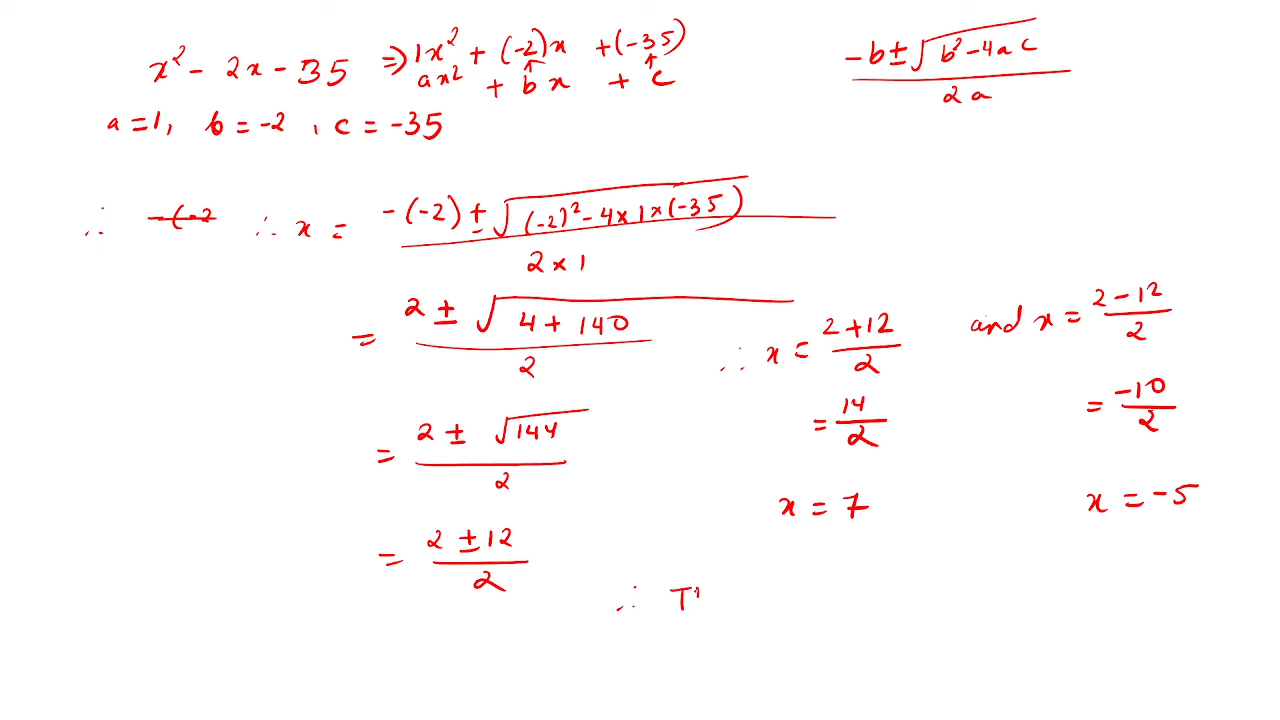 x² - 2x - 35 ⇒ 1x² + (-2)x + (-35)
ax² + bx + c
-b ± √(b² - 4ac) / 2a
a = 1, b = -2, c = -35
∴ -(-2 ∴ x = -(-2) ± √((-2)² - 4×1×(-35)) / 2×1
= 2 ± √(4 + 140) / 2
= 2 ± √144 / 2
= 2 ± 12 / 2
∴ x = 2+12 / 2
= 14 / 2
x = 7
and x = 2-12 / 2
= -10 / 2
x = -5
∴ T